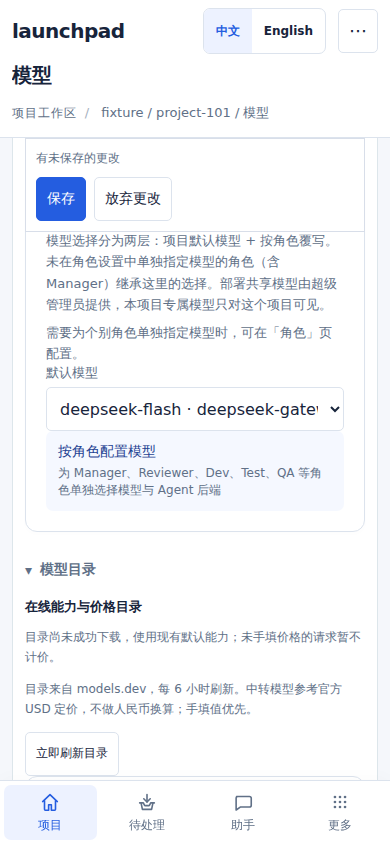 launchpad
中文 English ···
模型
项目工作区 / fixture / project-101 / 模型
有未保存的更改
保存 放弃更改
模型选择分为两层：项目默认模型 + 按角色覆写。
未在角色设置中单独指定模型的角色（含
Manager）继承这里的选择。部署共享模型由超级
管理员提供，本项目专属模型只对这个项目可见。
需要为个别角色单独指定模型时，可在「角色」页
配置。
默认模型
deepseek-flash · deepseek-gate
按角色配置模型
为 Manager、Reviewer、Dev、Test、QA 等角
色单独选择模型与 Agent 后端
▼ 模型目录
在线能力与价格目录
目录尚未成功下载，使用现有默认能力；未手填价格的请求暂不
计价。
目录来自 models.dev，每 6 小时刷新。中转模型参考官方
USD 定价，不做人民币换算；手填值优先。
立即刷新目录
项目 待处理 助手 更多